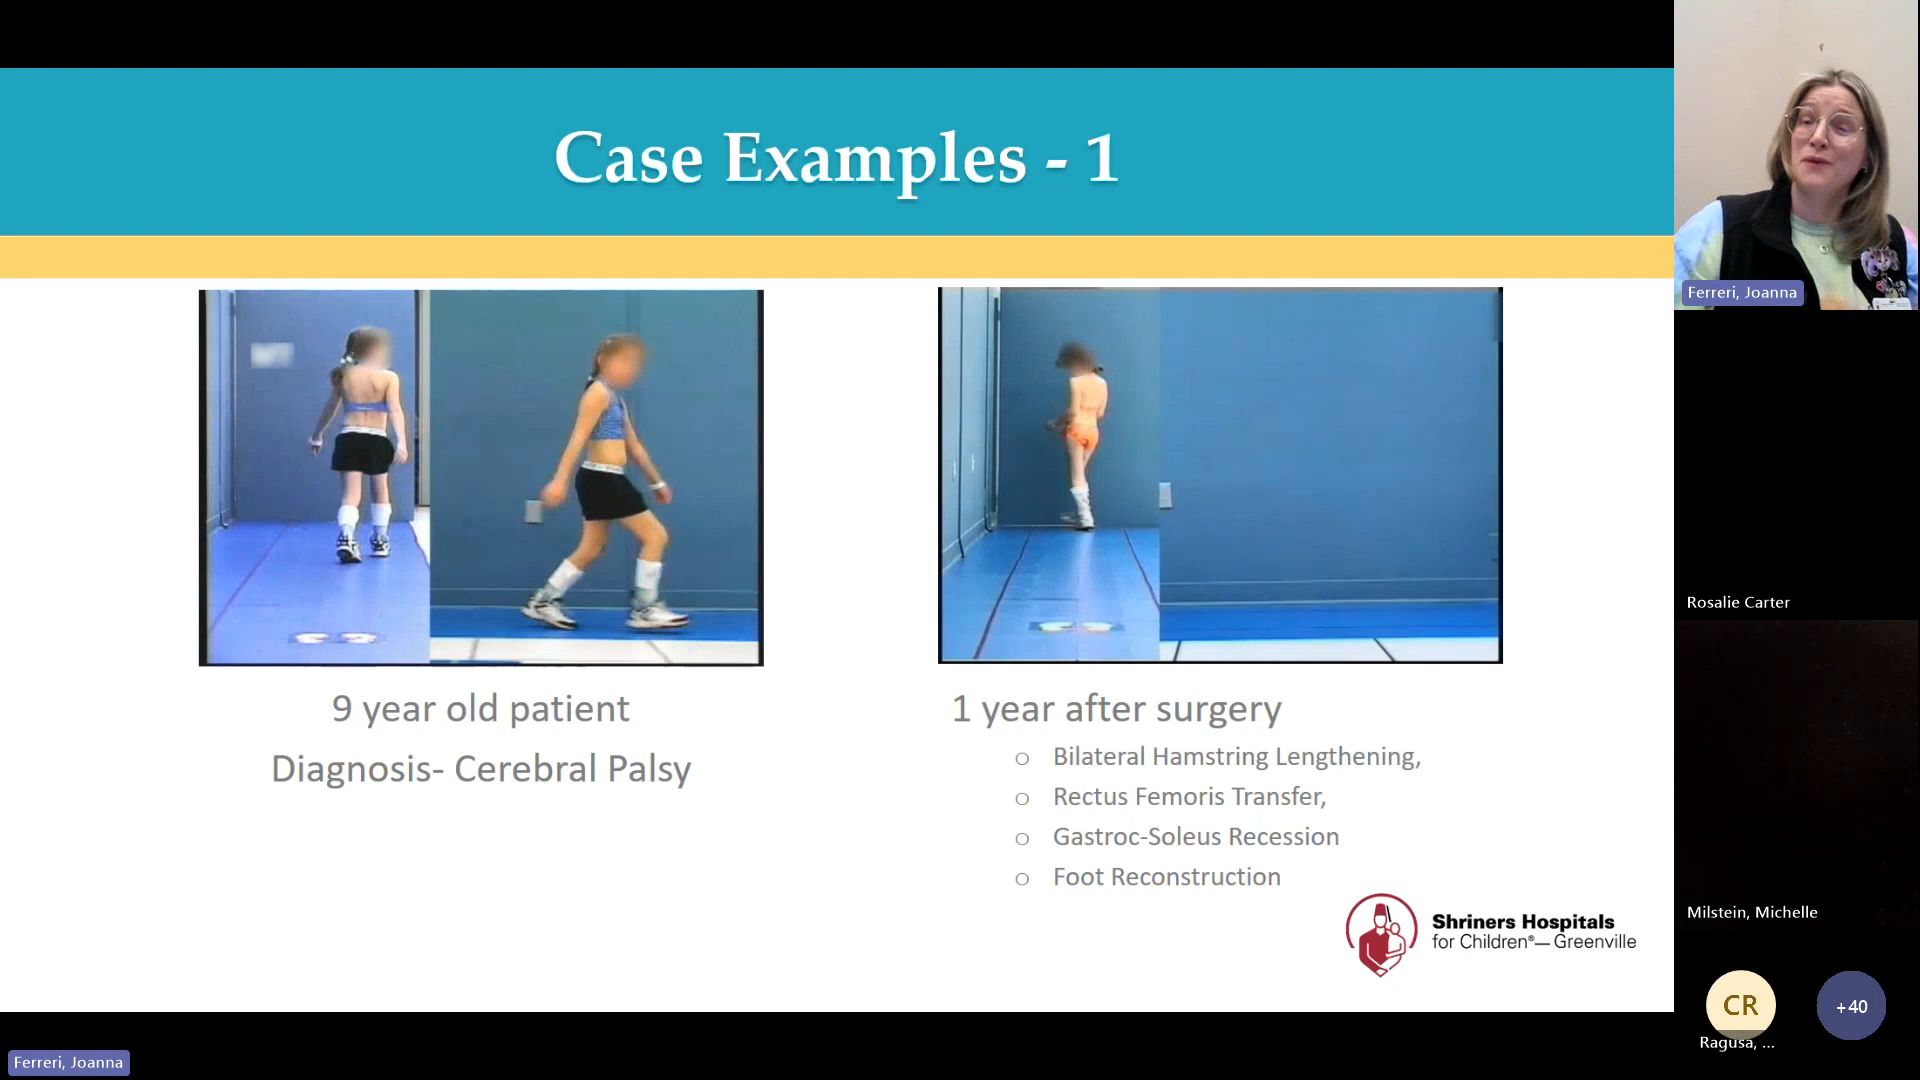 Case Examples - 1
9 year old patient
Diagnosis- Cerebral Palsy
1 year after surgery
Bilateral Hamstring Lengthening,
Rectus Femoris Transfer,
Gastroc-Soleus Recession
Foot Reconstruction
Shriners Hospitals
for Children®— Greenville
Ferreri, Joanna
Rosalie Carter
Milstein, Michelle
CR
+40
Ragusa, ...
Ferreri, Joanna